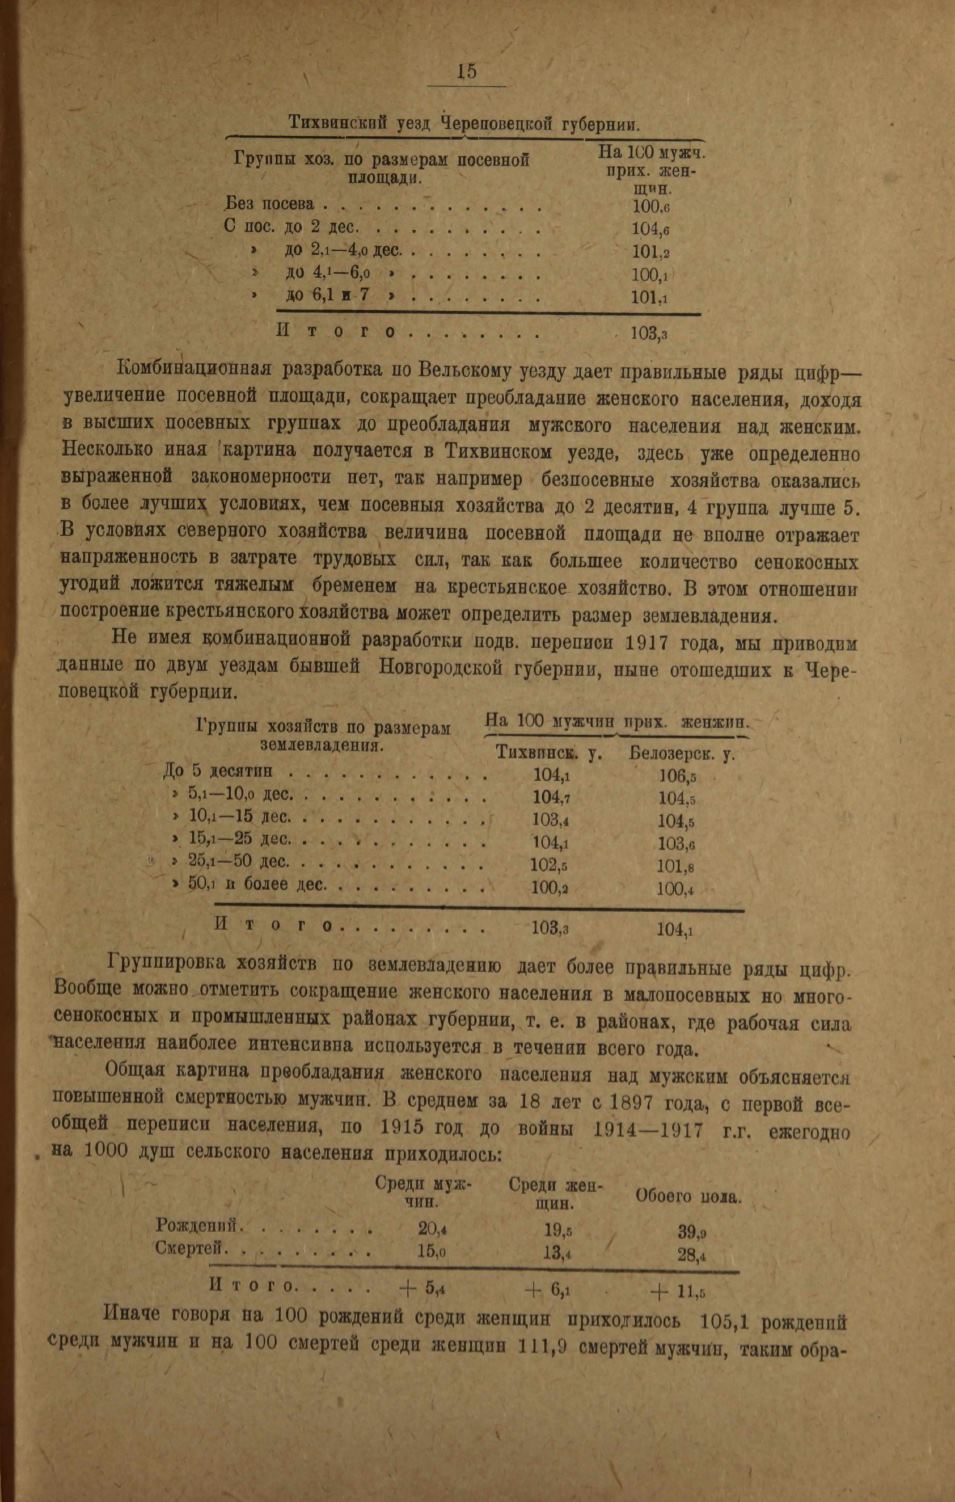 15
Тихвинский уезд Череповецкой губернии.
Группы хоз. по размерам посевной площади.
На 100 мужч. прих. жен-щин.
Без посева . . . . . . . . . . . 100,6
С пос. до 2 дес. . . . . . . . . . 104,6
» до 2,1—4,0 дес. . . . . . . . . 101,2
» до 4,1—6,0 » . . . . . . . . 100,1
» до 6,1 и 7 » . . . . . . . . 101,1
Итого . . . . . . . . 103,3
Комбинационная разработка по Вельскому уезду дает правильные ряды цифр—
увеличение посевной площади, сокращает преобладание женского населения, доходя
в высших посевных группах до преобладания мужского населения над женским.
Несколько иная картина получается в Тихвинском уезде, здесь уже определенно
выраженной закономерности нет, так например безпосевные хозяйства оказались
в более лучших условиях, чем посевныя хозяйства до 2 десятин, 4 группа лучше 5.
В условиях северного хозяйства величина посевной площади не вполне отражает
напряженность в затрате трудовых сил, так как большее количество сенокосных
угодий ложится тяжелым бременем на крестьянское хозяйство. В этом отношении
построение крестьянского хозяйства может определить размер землевладения.
Не имея комбинационной разработки подв. переписи 1917 года, мы приводим
данные по двум уездам бывшей Новгородской губернии, ныне отошедших к Чере-
повецкой губернии.
Группы хозяйств по размерам землевладения.
На 100 мужчин прих. женжин.
Тихвинск. у. Белозерск. у.
До 5 десятин . . . . . . . . . . . . 104,1 106,5
» 5,1—10,0 дес. . . . . . . . . . . 104,7 104,5
» 10,1—15 дес. . . . . . . . . . . 103,4 104,5
» 15,1—25 дес. . . . . . . . . . . 104,1 103,6
» 25,1—50 дес. . . . . . . . . . . 102,5 101,8
» 50,1 и более дес. . . . . . . . . . 100,2 100,4
Итого . . . . . . . . . 103,3 104,1
Группировка хозяйств по землевладению дает более правильные ряды цифр.
Вообще можно отметить сокращение женского населения в малопосевных но много-
сенокосных и промышленных районах губернии, т. е. в районах, где рабочая сила
населения наиболее интенсивна используется в течении всего года.
Общая картина преобладания женского населения над мужским объясняется
повышенной смертностью мужчин. В среднем за 18 лет с 1897 года, с первой все-
общей переписи населения, по 1915 год до войны 1914—1917 г.г. ежегодно
на 1000 душ сельского населения приходилось:
Среди муж-чин. Среди жен-щин. Обоего пола.
Рождений. . . . . . . . 20,4 19,5 39,9
Смертей. . . . . . . . . 15,0 13,4 28,4
Итого. . . . . + 5,4 + 6,1 + 11,5
Иначе говоря на 100 рождений среди женщин приходилось 105,1 рождений
среди мужчин и на 100 смертей среди женщин 111,9 смертей мужчин, таким обра-